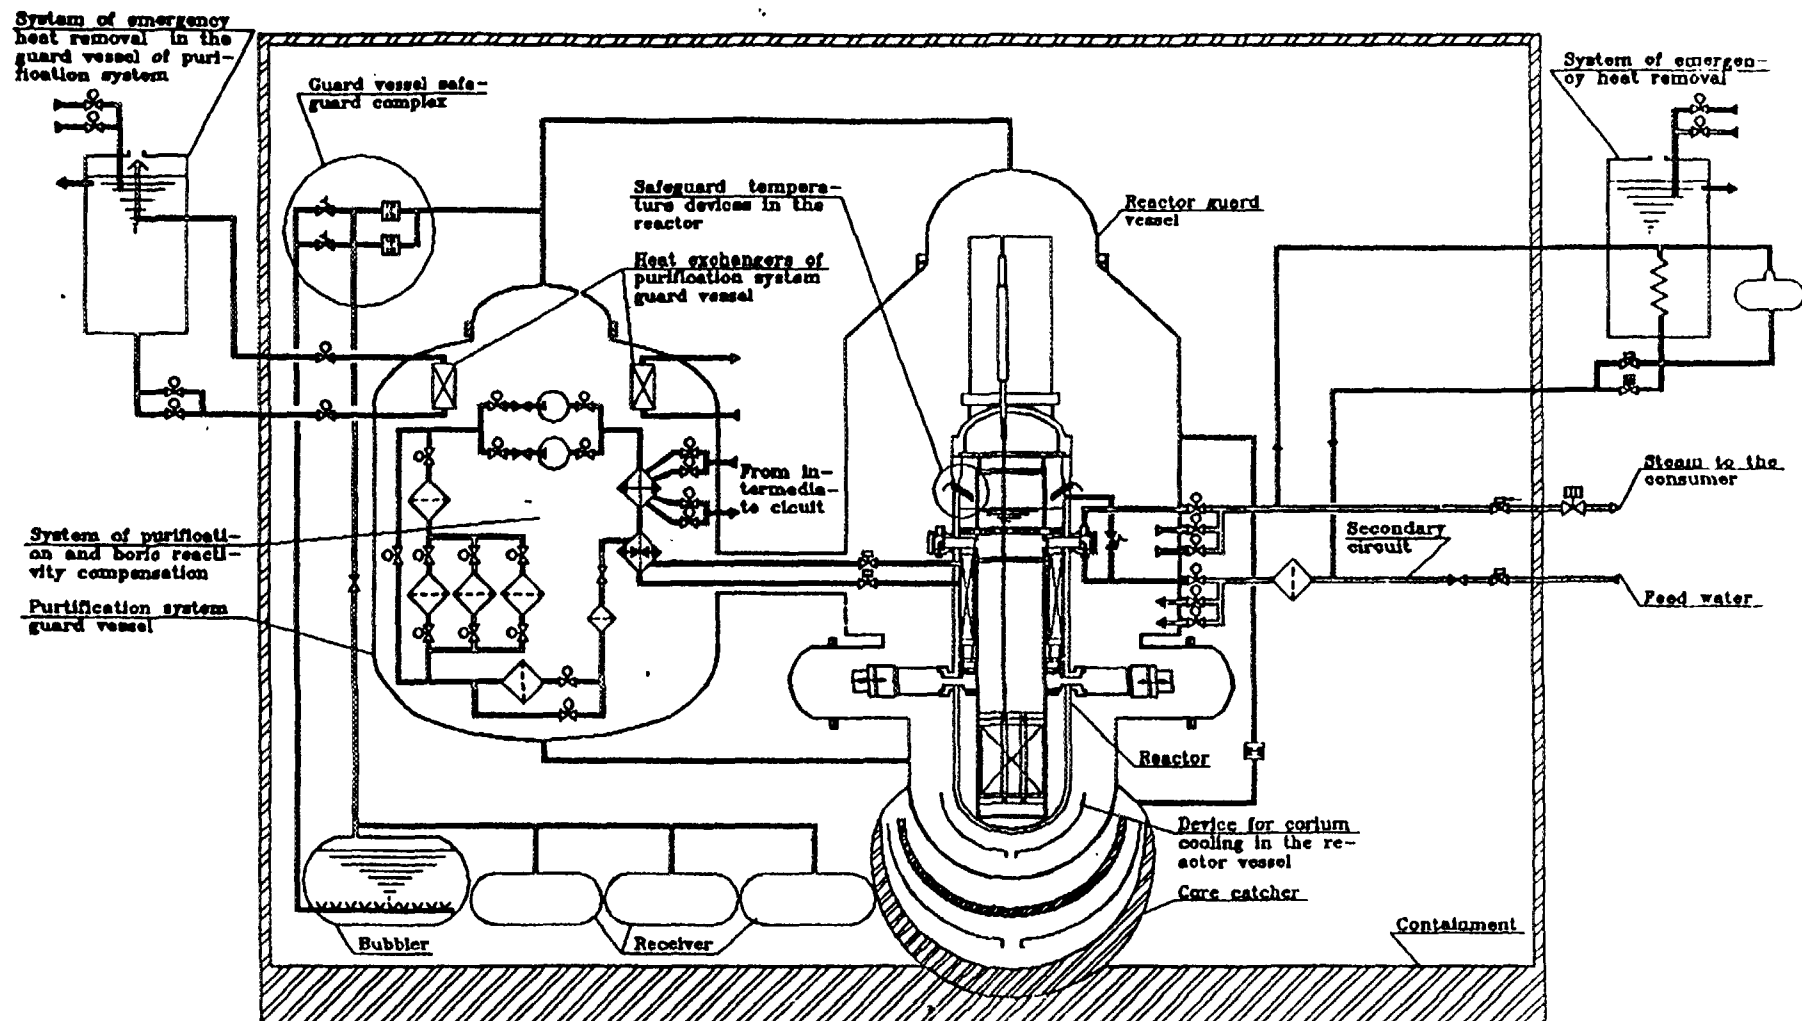 System of emergency
heat removal in the
guard vessel of puri-
fication system
Guard vessel safe-
guard complex
Safeguard tempera-
ture devices in the
reactor
Heat exchangers of
purification system
guard vessel
Reactor guard
vessel
System of emergen-
cy heat removal
From in-
termedia-
te cicuit
Steam to the
consumer
Secondary
circuit
Feed water
System of purificati-
on and boric reacti-
vity compensation
Purtification system
guard vessel
Reactor
Device for corium
cooling in the re-
actor vessel
Core catcher
Containment
Bubbler
Receiver